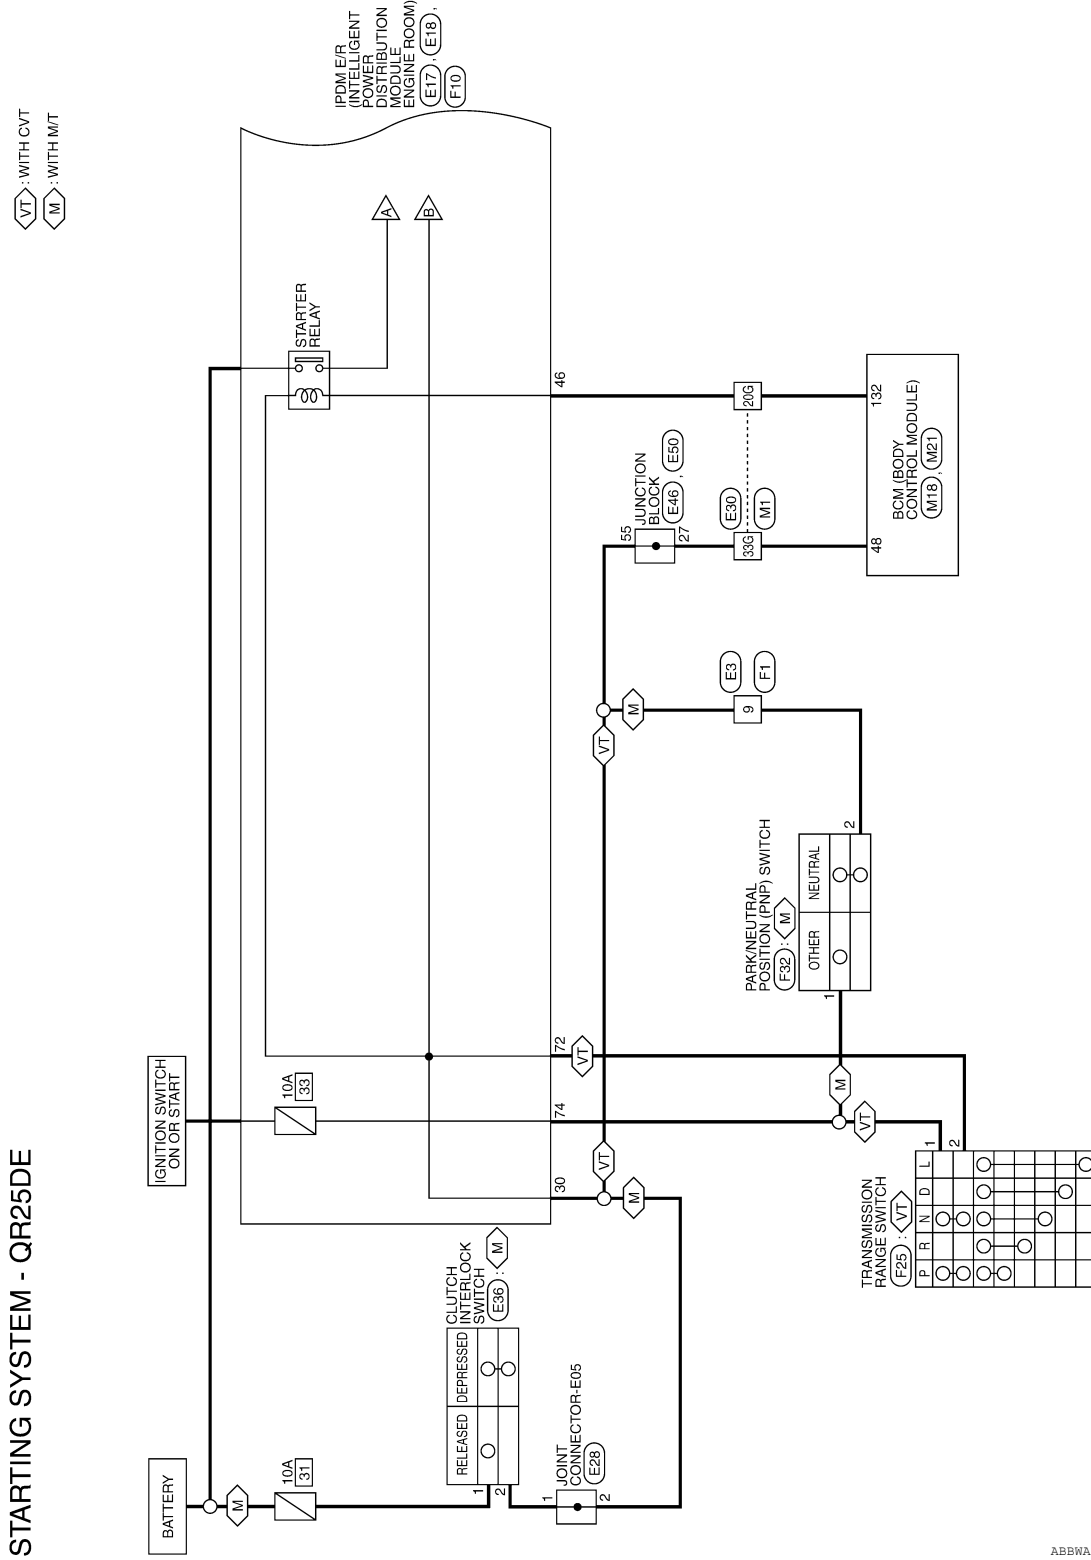 STARTING SYSTEM - QR25DE
VT : WITH CVT
M : WITH M/T
BATTERY
IGNITION SWITCH
ON OR START
M
10A
31
10A
33
STARTER
RELAY
A
B
IPDM E/R
(INTELLIGENT
POWER
DISTRIBUTION
MODULE
ENGINE ROOM)
E17 , E18 ,
F10
CLUTCH
INTERLOCK
SWITCH
E36 : M
RELEASED
DEPRESSED
1
2
JOINT
CONNECTOR-E05
E28
1
2
30
74
72
46
M
VT
VT
VT
M
JUNCTION
BLOCK
E46 , E50
55
27
E30
M1
33G
20G
E3
F1
9
BCM (BODY
CONTROL MODULE)
M18 , M21
48
132
PARK/NEUTRAL
POSITION (PNP) SWITCH
F32 : M
OTHER
NEUTRAL
1
2
M
VT
TRANSMISSION
RANGE SWITCH
F25 : VT
P R N D L
1
2
ABBWA